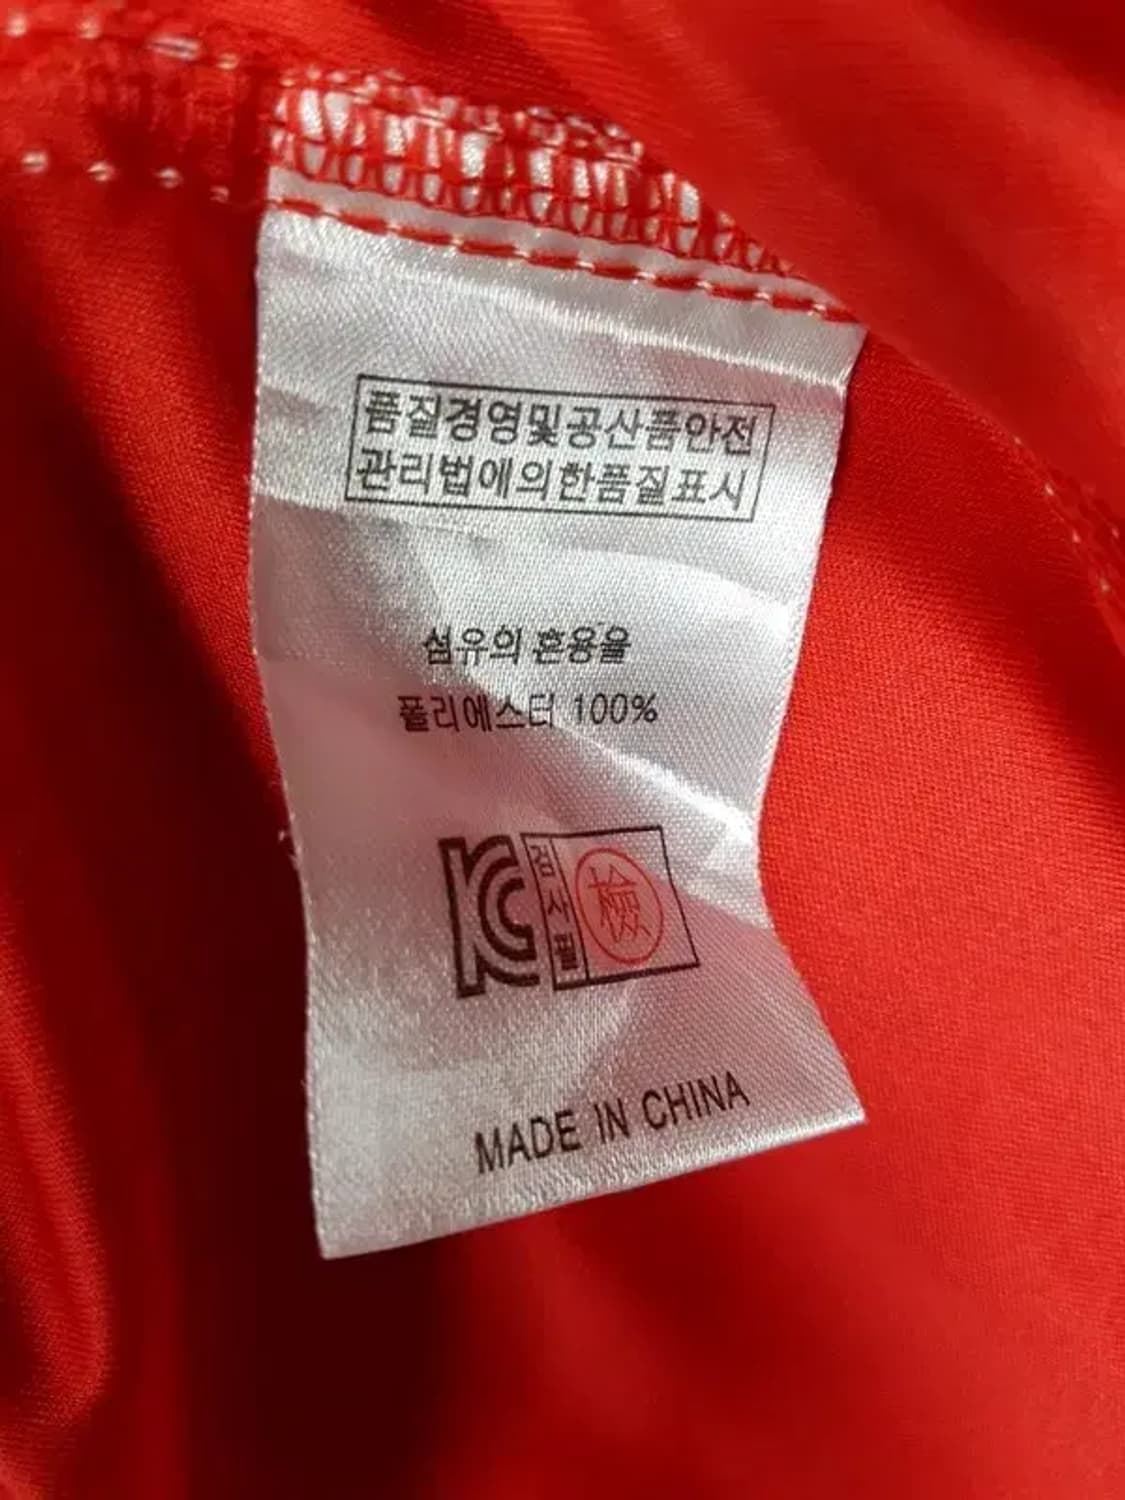 품질경영및공산품안전
관리법에의한품질표시
섬유의 혼용율
폴리에스터 100%
KC
검사필
檢
MADE IN CHINA